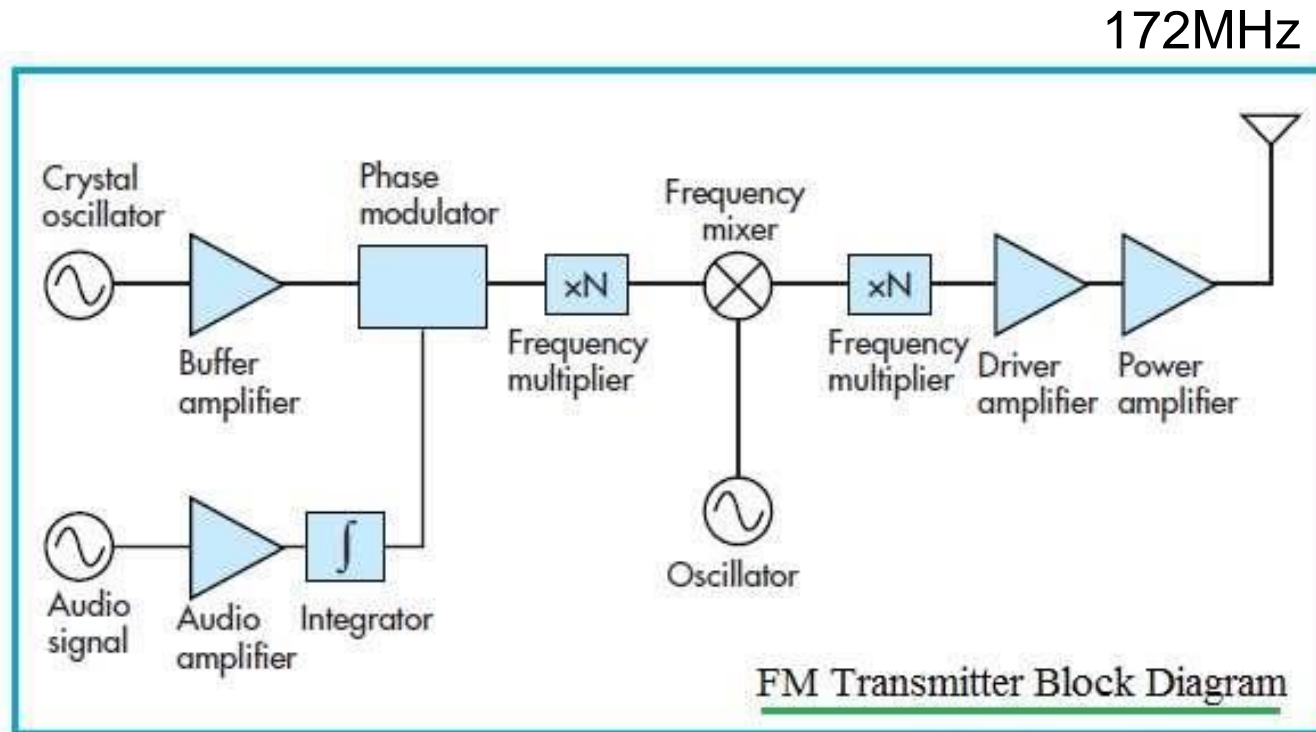 172MHz
Crystal
oscillator
Phase
modulator
Frequency
mixer
xN
xN
Buffer
amplifier
Frequency
multiplier
Frequency
multiplier
Driver
amplifier
Power
amplifier
∫
Oscillator
Audio
signal
Audio
amplifier
Integrator
FM Transmitter Block Diagram